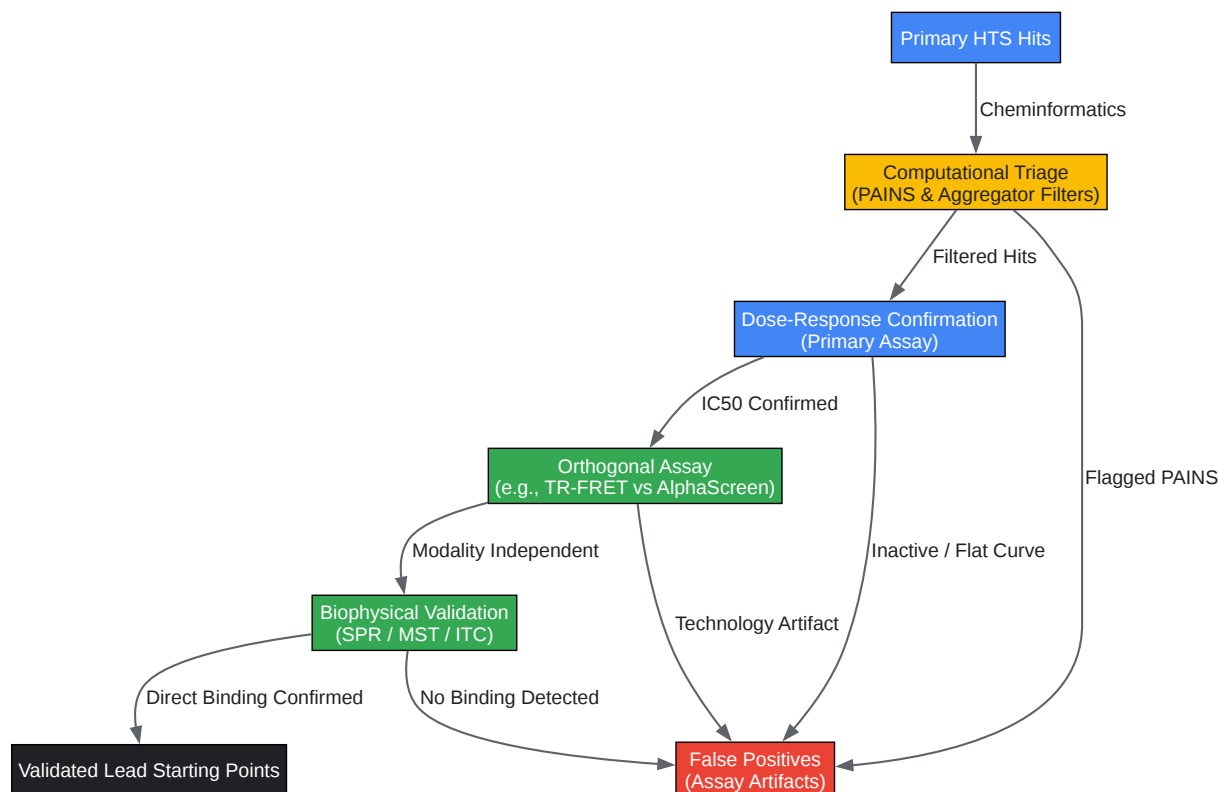 Primary HTS Hits
Cheminformatics
Computational Triage
(PAINS & Aggregator Filters)
Filtered Hits
Dose-Response Confirmation
(Primary Assay)
IC50 Confirmed
Orthogonal Assay
(e.g., TR-FRET vs AlphaScreen)
Flagged PAINS
Modality Independent
Inactive / Flat Curve
Biophysical Validation
(SPR / MST / ITC)
Technology Artifact
Direct Binding Confirmed
No Binding Detected
Validated Lead Starting Points
False Positives
(Assay Artifacts)